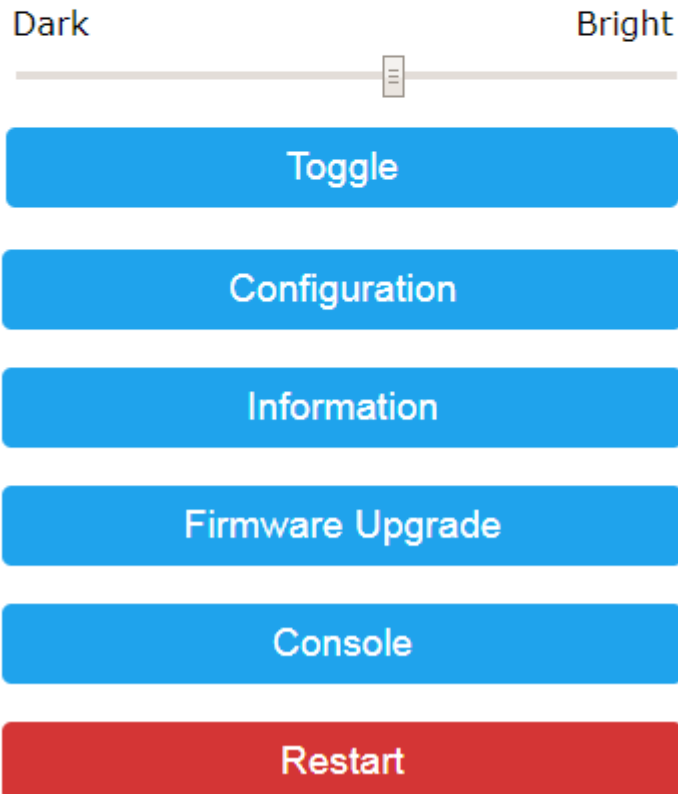 Dark Bright
Toggle
Configuration
Information
Firmware Upgrade
Console
Restart